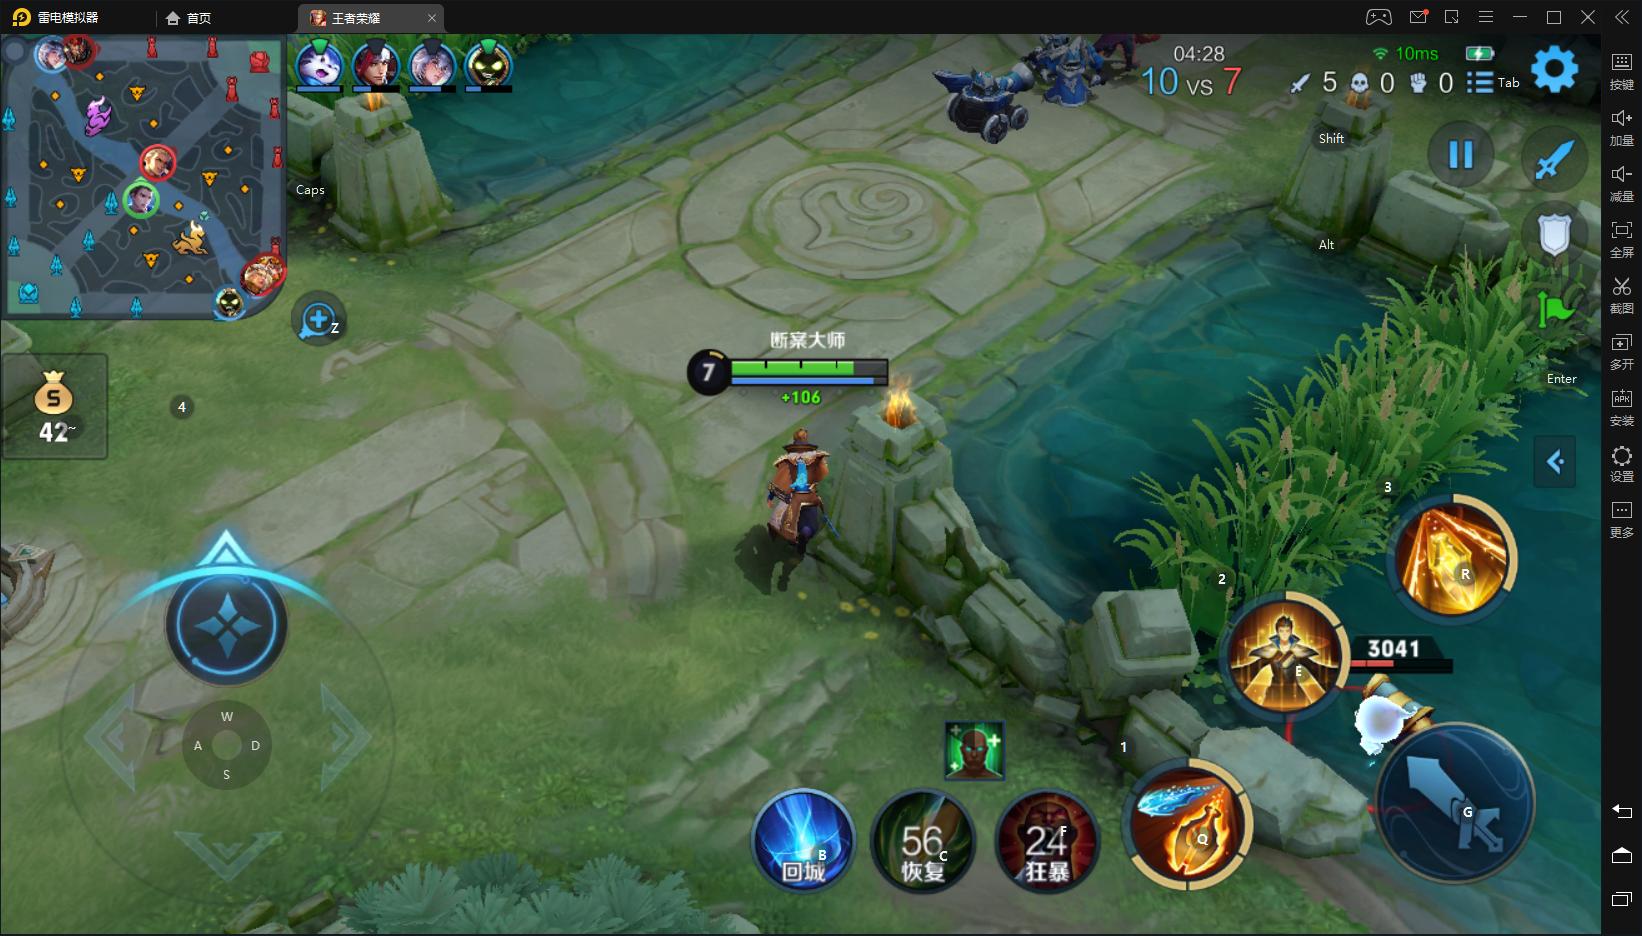 雷电模拟器
首页
王者荣耀
04:28
10ms
10 VS 7
5 0 0
Tab
Shift
Caps
Alt
Z
断案大师
7
+106
Enter
S
42~
4
3
R
2
3041
E
W
A D
S
1
G
Q
B
回城
56
C
恢复
24
F
狂暴
按键
加量
减量
全屏
截图
多开
APK
安装
设置
更多